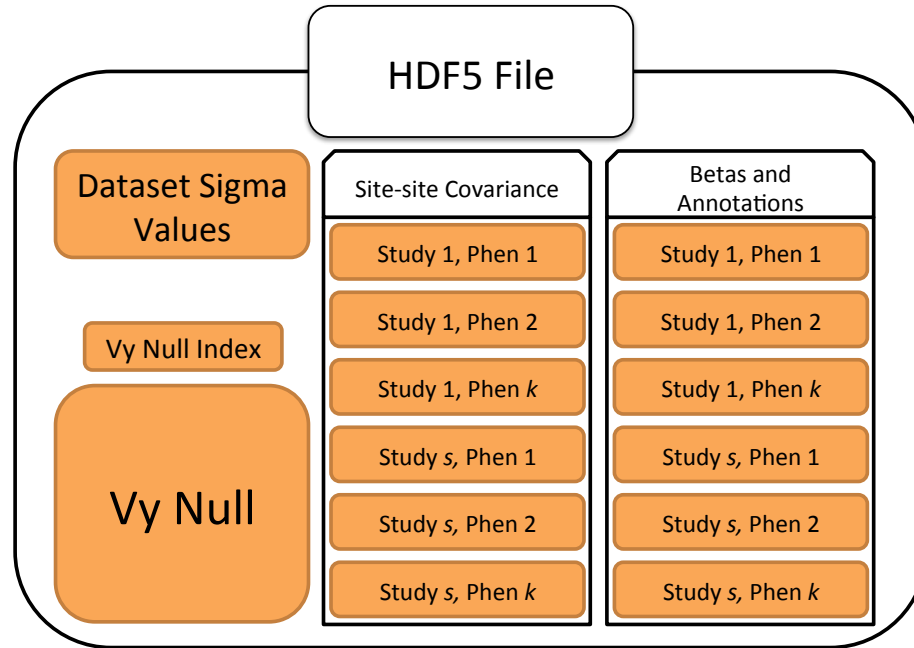 HDF5 File
Dataset Sigma
Values
Vy Null Index
Vy Null
Site-site Covariance
Study 1, Phen 1
Study 1, Phen 2
Study 1, Phen k
Study s, Phen 1
Study s, Phen 2
Study s, Phen k
Betas and
Annotations
Study 1, Phen 1
Study 1, Phen 2
Study 1, Phen k
Study s, Phen 1
Study s, Phen 2
Study s, Phen k